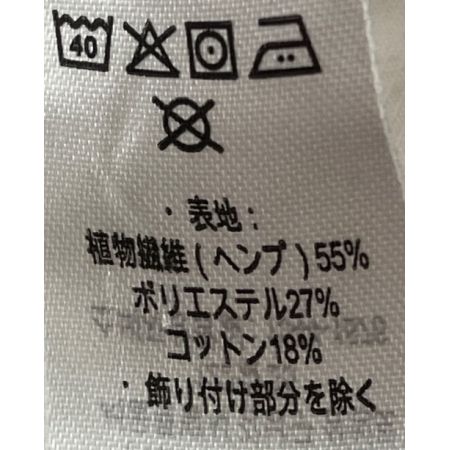 40
・表地：
植物繊維(ヘンプ)55%
ポリエステル27%
コットン18%
・飾り付け部分を除く